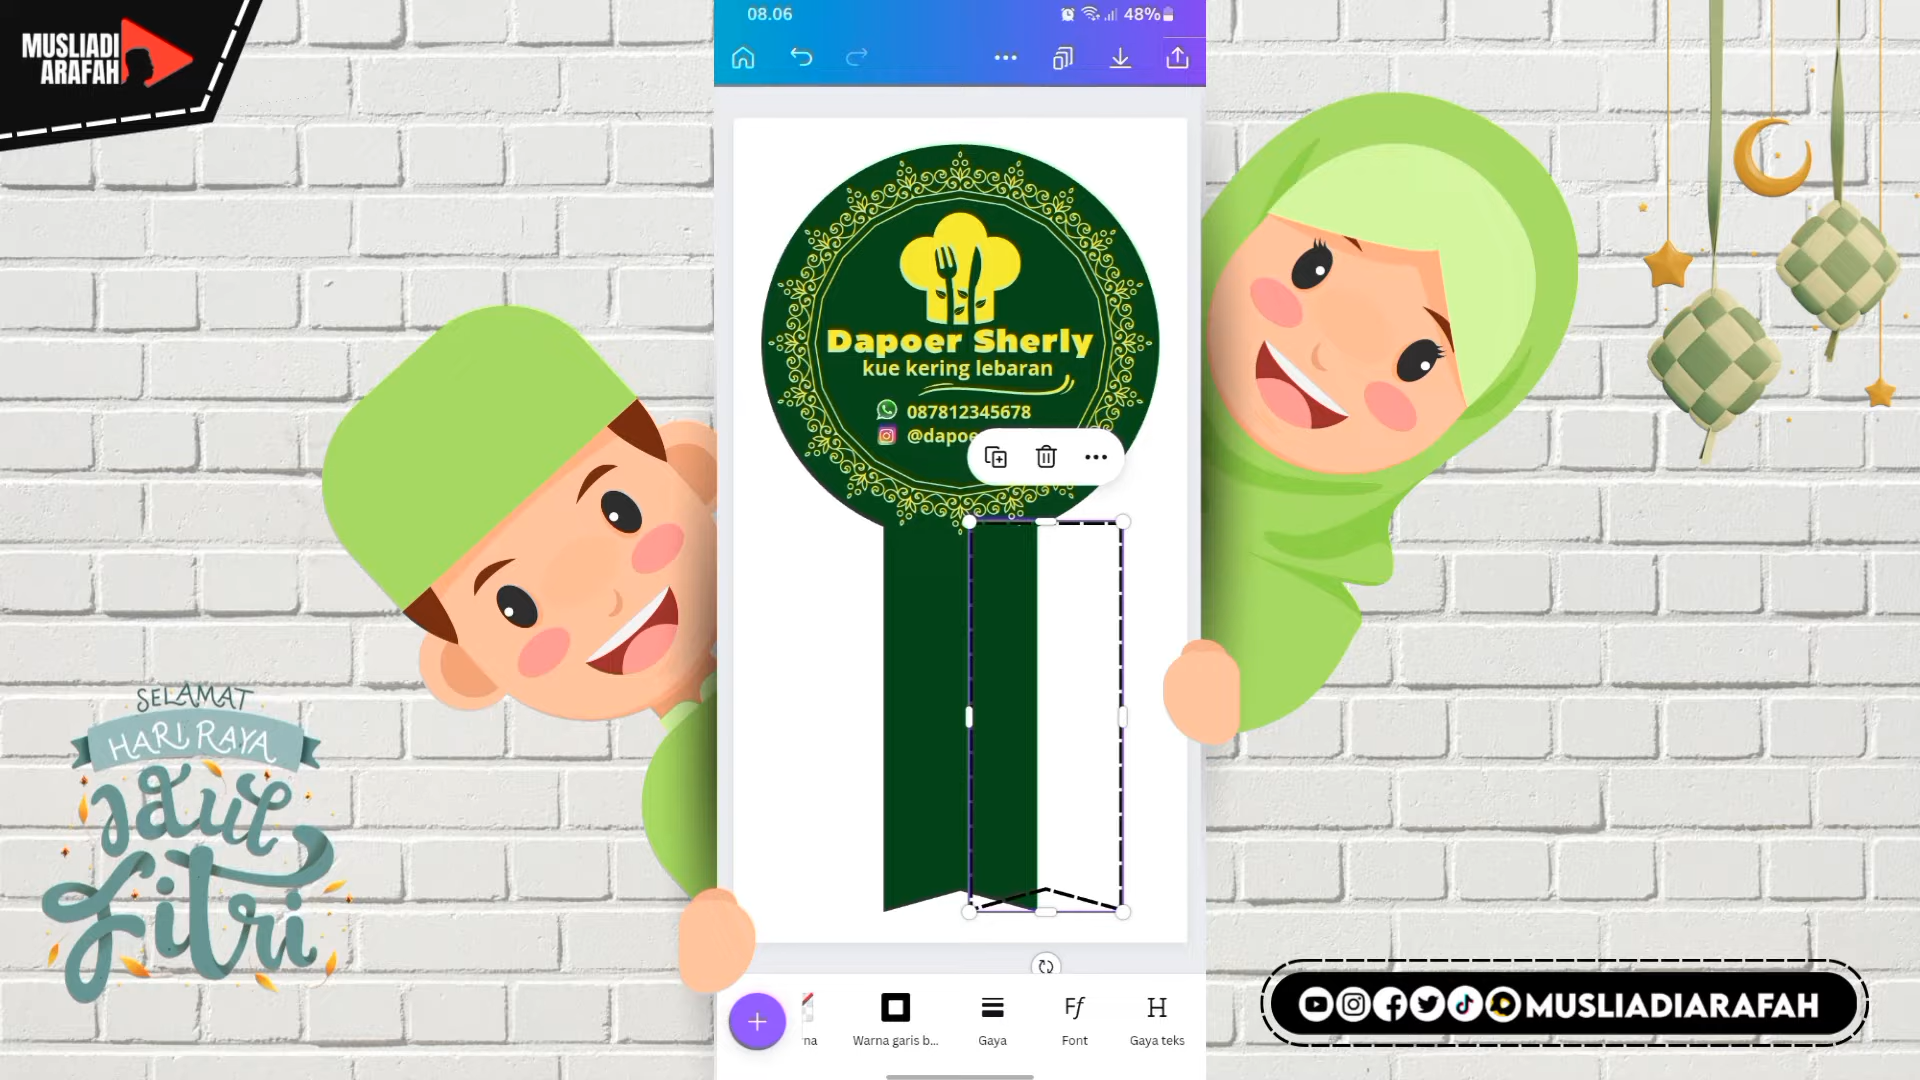 MUSLIADI
ARAFAH
08.06
48%
Dapoer Sherly
kue kering lebaran
087812345678
@dapoe
SELAMAT
HARI RAYA
Idul
Fitri
na
Warna garis b...
Gaya
Ff
Font
H
Gaya teks
MUSLIADIARAFAH